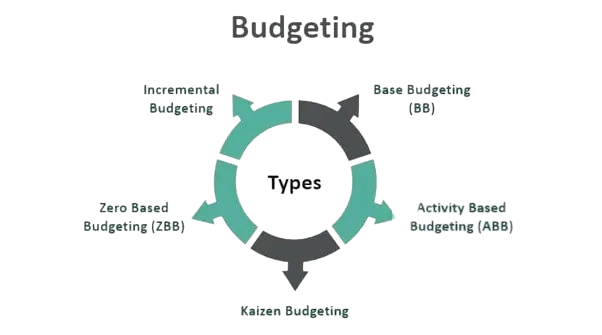 Budgeting
Incremental
Budgeting
Base Budgeting
(BB)
Types
Zero Based
Budgeting (ZBB)
Activity Based
Budgeting (ABB)
Kaizen Budgeting